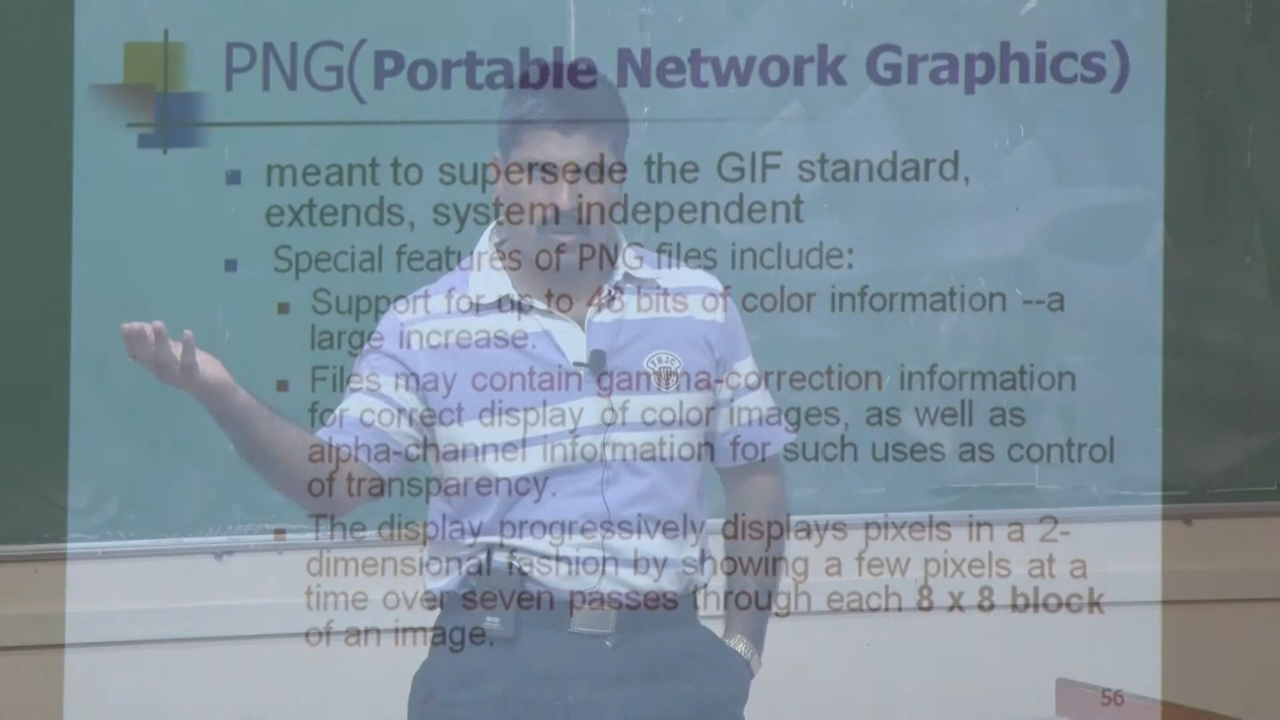 PNG(Portable Network Graphics)
meant to supersede the GIF standard,
extends, system independent
Special features of PNG files include:
Support for up to 48 bits of color information --a
large increase.
Files may contain gamma-correction information
for correct display of color images, as well as
alpha-channel information for such uses as control
of transparency.
The display progressively displays pixels in a 2-
dimensional fashion by showing a few pixels at a
time over seven passes through each 8 x 8 block
of an image.
56